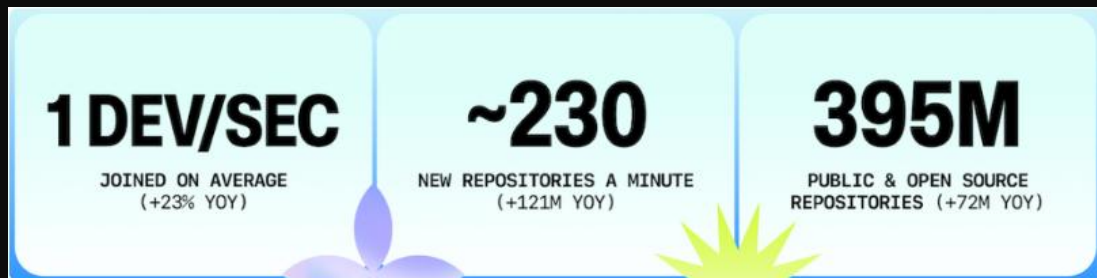 1 DEV/SEC
JOINED ON AVERAGE
(+23% YOY)
~230
NEW REPOSITORIES A MINUTE
(+121M YOY)
395M
PUBLIC & OPEN SOURCE
REPOSITORIES (+72M YOY)